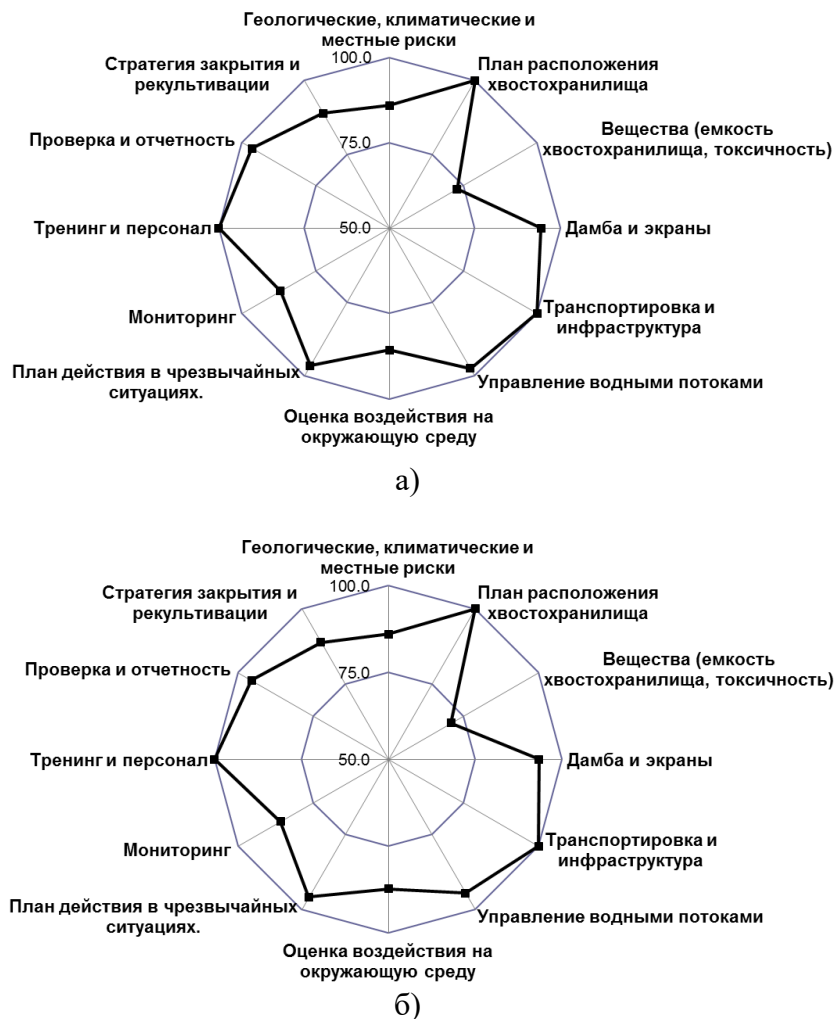 Геологические, климатические и
местные риски
Стратегия закрытия и
рекультивации
100.0
План расположения
хвостохранилища
Проверка и отчетность
75.0
Вещества (емкость
хвостохранилища, токсичность)
Тренинг и персонал
50.0
Дамба и экраны
Мониторинг
Транспортировка и
инфраструктура
План действия в чрезвычайных
ситуациях.
Управление водными потоками
Оценка воздействия на
окружающую среду
а)
Геологические, климатические и
местные риски
Стратегия закрытия и
рекультивации
100.0
План расположения
хвостохранилища
Проверка и отчетность
75.0
Вещества (емкость
хвостохранилища, токсичность)
Тренинг и персонал
50.0
Дамба и экраны
Мониторинг
Транспортировка и
инфраструктура
План действия в чрезвычайных
ситуациях.
Управление водными потоками
Оценка воздействия на
окружающую среду
б)